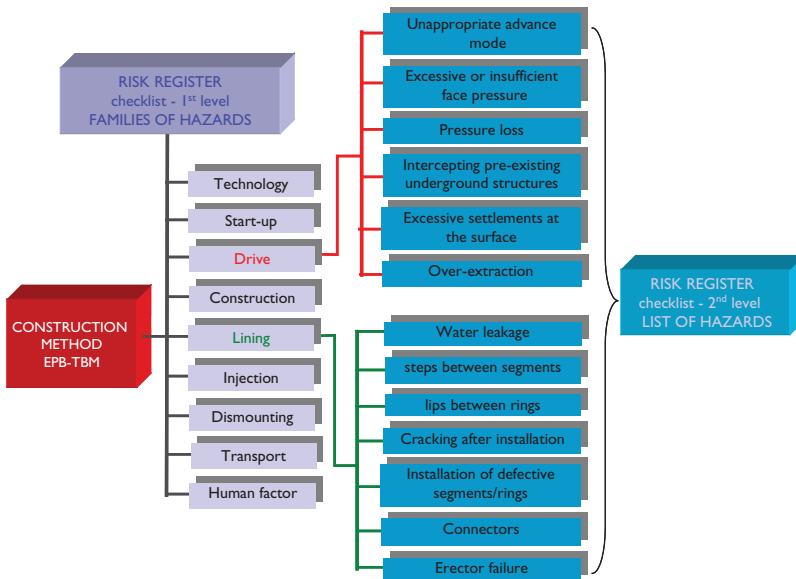 RISK REGISTER
checklist - 1st level
FAMILIES OF HAZARDS
Technology
Start-up
Drive
Construction
Lining
Injection
Dismounting
Transport
Human factor
CONSTRUCTION
METHOD
EPB-TBM
Unappropriate advance
mode
Excessive or insufficient
face pressure
Pressure loss
Intercepting pre-existing
underground structures
Excessive settlements at
the surface
Over-extraction
Water leakage
steps between segments
lips between rings
Cracking after installation
Installation of defective
segments/rings
Connectors
Erector failure
RISK REGISTER
checklist - 2nd level
LIST OF HAZARDS